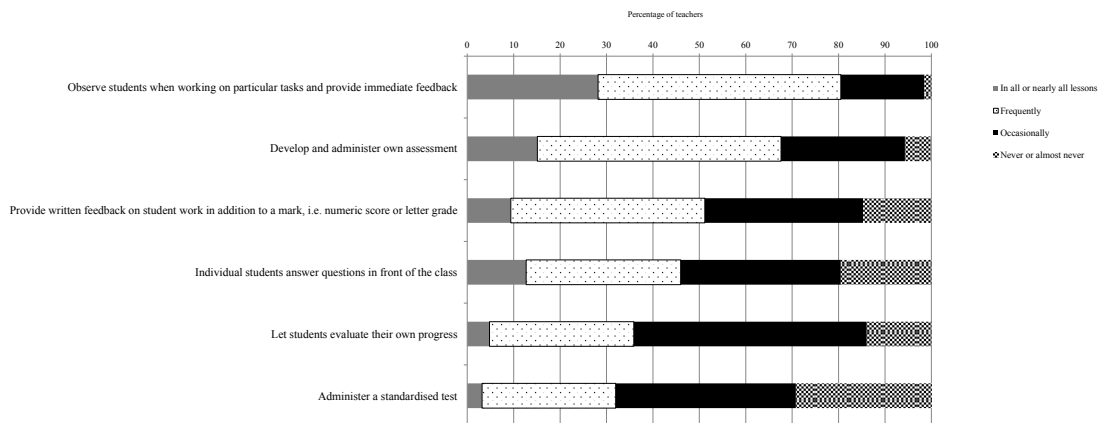 Percentage of teachers
0 10 20 30 40 50 60 70 80 90 100
Observe students when working on particular tasks and provide immediate feedback
Develop and administer own assessment
Provide written feedback on student work in addition to a mark, i.e. numeric score or letter grade
Individual students answer questions in front of the class
Let students evaluate their own progress
Administer a standardised test
In all or nearly all lessons
Frequently
Occasionally
Never or almost never